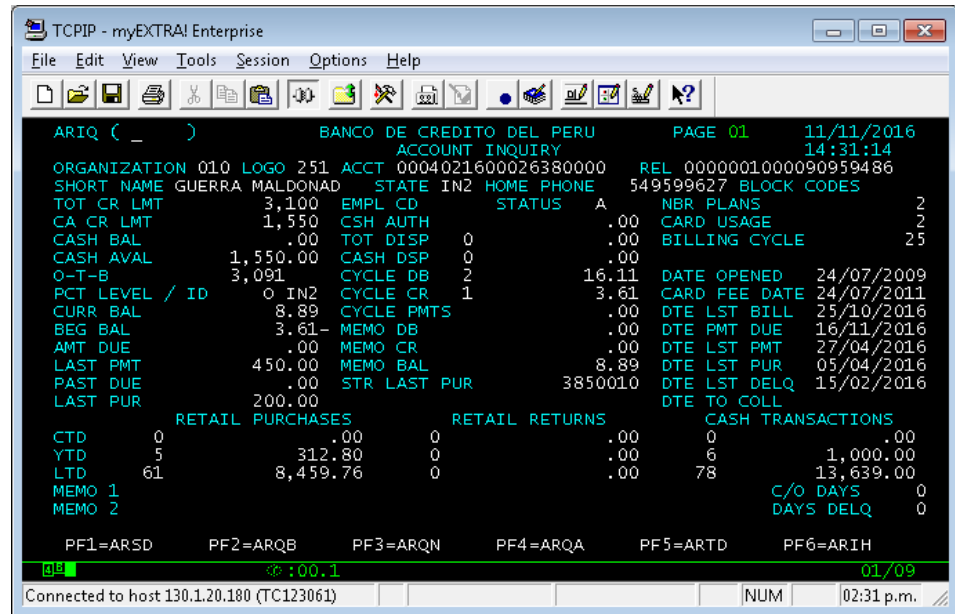 TCPIP - myEXTRA! Enterprise
File Edit View Tools Session Options Help
ARIQ ( _ ) BANCO DE CREDITO DEL PERU PAGE 01 11/11/2016
ACCOUNT INQUIRY 14:31:14
ORGANIZATION 010 LOGO 251 ACCT 0004021600026380000 REL 0000001000090959486
SHORT NAME GUERRA MALDONAD STATE IN2 HOME PHONE 549599627 BLOCK CODES
TOT CR LMT 3,100 EMPL CD STATUS A NBR PLANS 2
CA CR LMT 1,550 CSH AUTH .00 CARD USAGE 2
CASH BAL .00 TOT DISP 0 .00 BILLING CYCLE 25
CASH AVAL 1,550.00 CASH DSP 0 .00
O-T-B 3,091 CYCLE DB 2 16.11 DATE OPENED 24/07/2009
PCT LEVEL / ID O IN2 CYCLE CR 1 3.61 CARD FEE DATE 24/07/2011
CURR BAL 8.89 CYCLE PMTS .00 DTE LST BILL 25/10/2016
BEG BAL 3.61- MEMO DB .00 DTE PMT DUE 16/11/2016
AMT DUE .00 MEMO CR .00 DTE LST PMT 27/04/2016
LAST PMT 450.00 MEMO BAL 8.89 DTE LST PUR 05/04/2016
PAST DUE .00 STR LAST PUR 3850010 DTE LST DELQ 15/02/2016
LAST PUR 200.00 DTE TO COLL
RETAIL PURCHASES RETAIL RETURNS CASH TRANSACTIONS
CTD 0 .00 0 .00 0 .00
YTD 5 312.80 0 .00 6 1,000.00
LTD 61 8,459.76 0 .00 78 13,639.00
MEMO 1 C/O DAYS 0
MEMO 2 DAYS DELQ 0
PF1=ARSD PF2=ARQB PF3=ARQN PF4=ARQA PF5=ARTD PF6=ARIH
4B :00.1 01/09
Connected to host 130.1.20.180 (TC123061) NUM 02:31 p.m.